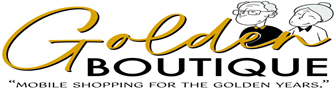 Golden
BOUTIQUE
"MOBILE SHOPPING FOR THE GOLDEN YEARS."